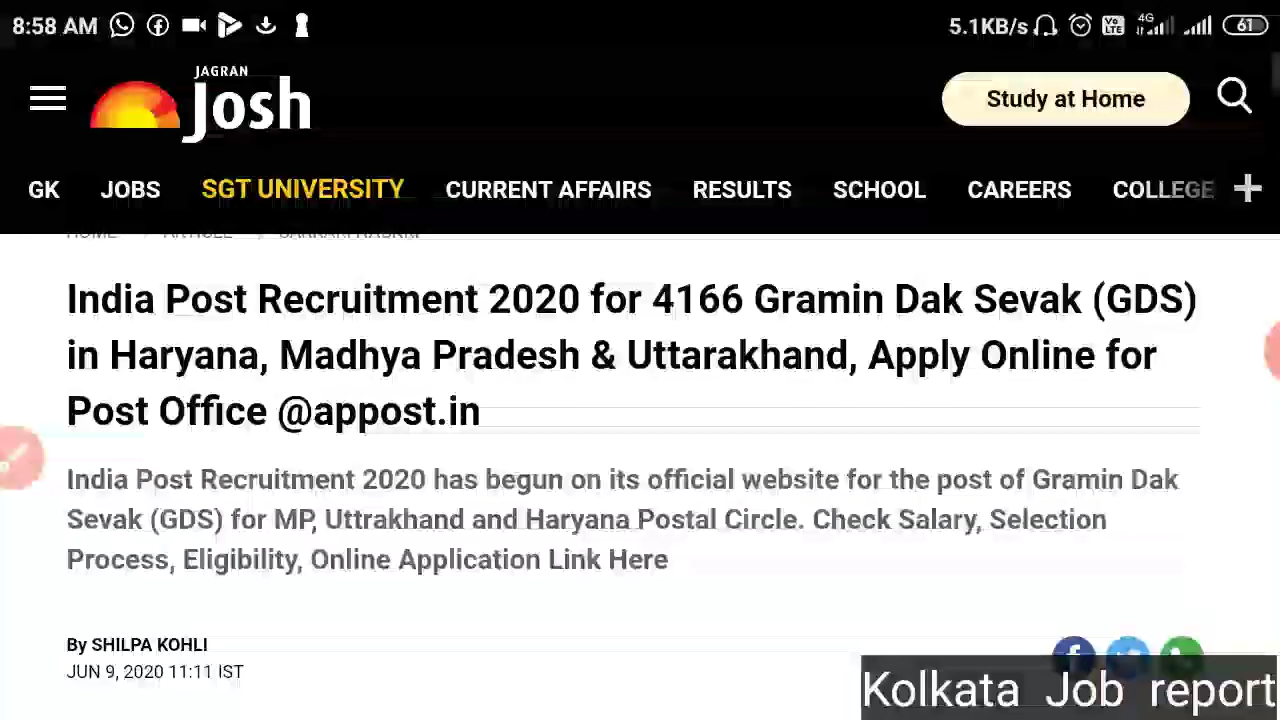 8:58 AM
5.1KB/s
4G
Vo
LTE
61
JAGRAN
Josh
Study at Home
GK JOBS SGT UNIVERSITY CURRENT AFFAIRS RESULTS SCHOOL CAREERS COLLEGE
India Post Recruitment 2020 for 4166 Gramin Dak Sevak (GDS)
in Haryana, Madhya Pradesh & Uttarakhand, Apply Online for
Post Office @appost.in
India Post Recruitment 2020 has begun on its official website for the post of Gramin Dak
Sevak (GDS) for MP, Uttrakhand and Haryana Postal Circle. Check Salary, Selection
Process, Eligibility, Online Application Link Here
By SHILPA KOHLI
JUN 9, 2020 11:11 IST
Kolkata Job report